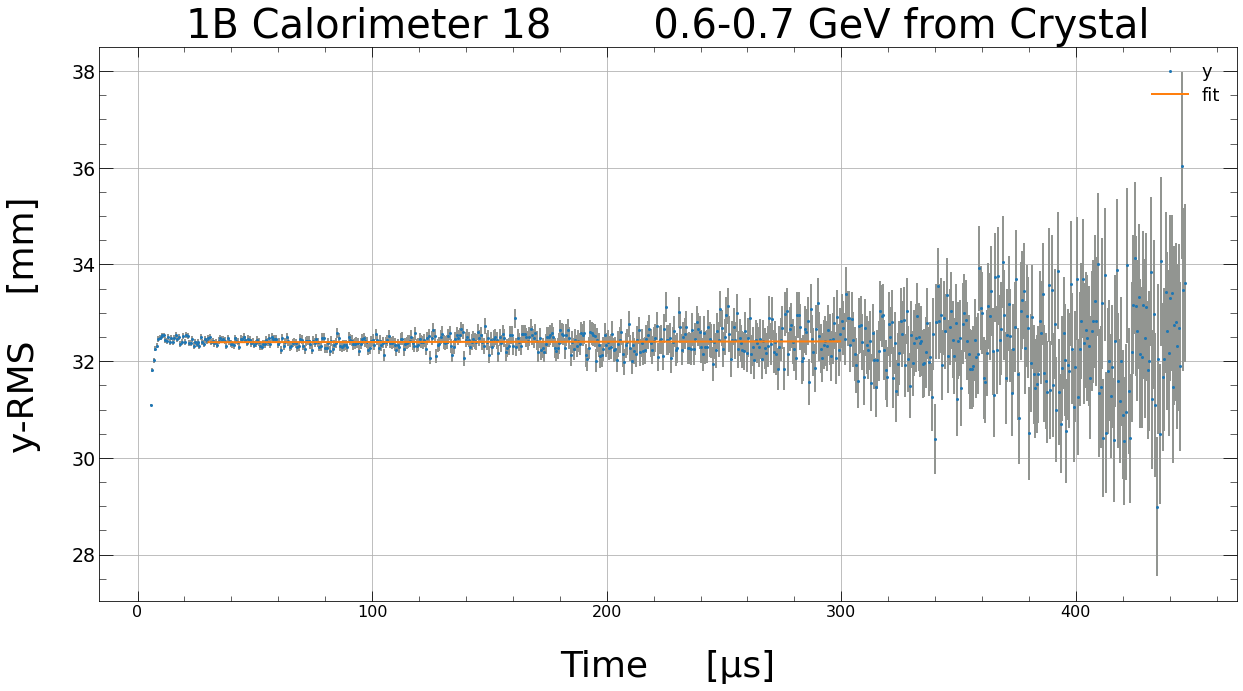 1B Calorimeter 18 0.6-0.7 GeV from Crystal
y
fit
38
36
34
32
30
28
y-RMS [mm]
0 100 200 300 400
Time [µs]